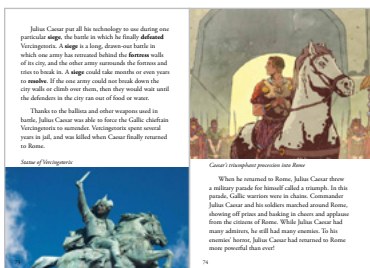 Julius Caesar put all his technology to use during one
particular siege, the battle in which he finally defeated
Vercingetorix. A siege is a long, drawn-out battle in
which one army has retreated behind the fortress walls
of its city, and the other army surrounds the fortress and
tries to break in. A siege could take months or even years
to resolve. If the one army could not break down the
city walls or climb over them, then they would wait until
the defenders in the city ran out of food or water.
Thanks to the ballista and other weapons used in
battle, Julius Caesar was able to force the Gallic chieftain
Vercingetorix to surrender. Vercingetorix spent several
years in jail, and was killed when Caesar finally returned
to Rome.
Statue of Vercingetorix
Caesar's triumphant procession into Rome
When he returned to Rome, Julius Caesar threw
a military parade for himself called a triumph. In this
parade, Gallic warriors were in chains. Commander
Julius Caesar and his soldiers marched around Rome,
showing off prizes and basking in cheers and applause
from the citizens of Rome. While Julius Caesar had
many admirers, he still had many enemies. To his
enemies' horror, Julius Caesar had returned to Rome
more powerful than ever!
74